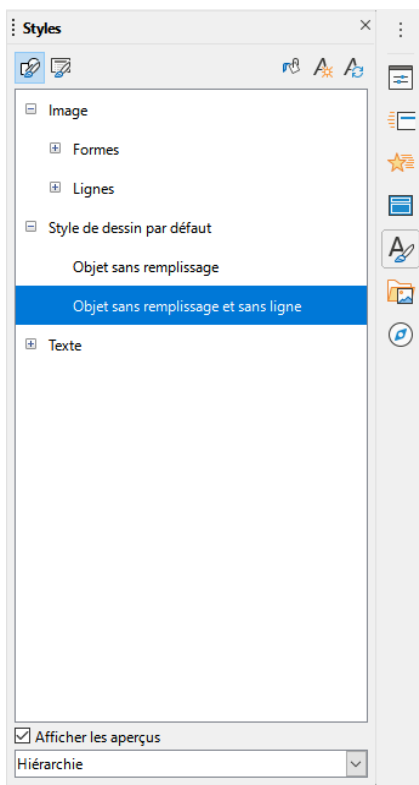 Styles
Image
Formes
Lignes
Style de dessin par défaut
Objet sans remplissage
Objet sans remplissage et sans ligne
Texte
Afficher les aperçus
Hiérarchie